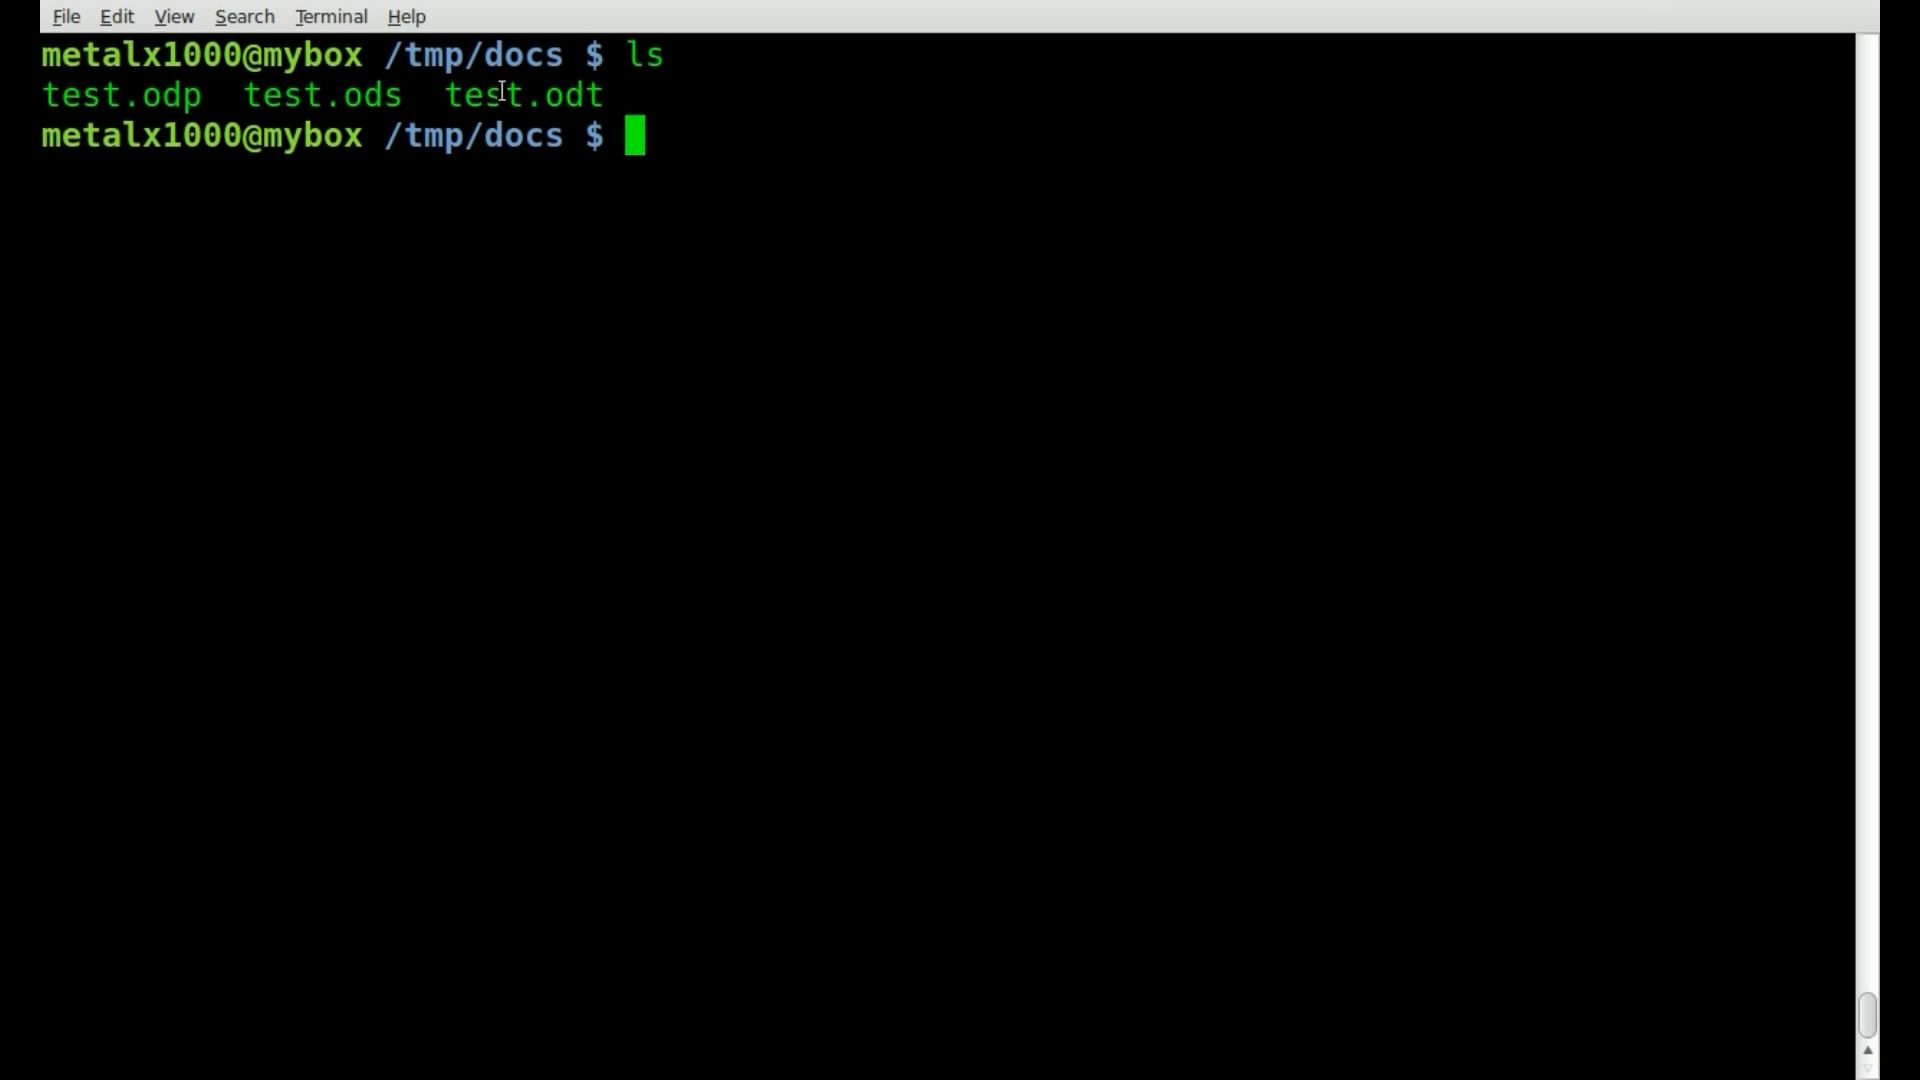 File Edit View Search Terminal Help
metalx1000@mybox /tmp/docs $ ls
test.odp  test.ods  test.odt
metalx1000@mybox /tmp/docs $